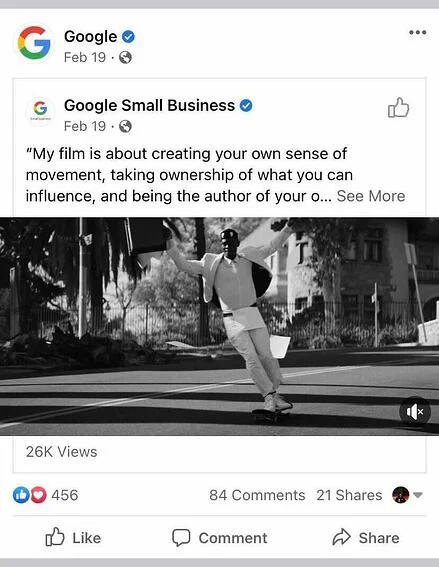 Google
Feb 19 ·
Google Small Business
Feb 19 ·
“My film is about creating your own sense of
movement, taking ownership of what you can
influence, and being the author of your o... See More
26K Views
456 84 Comments 21 Shares
Like Comment Share